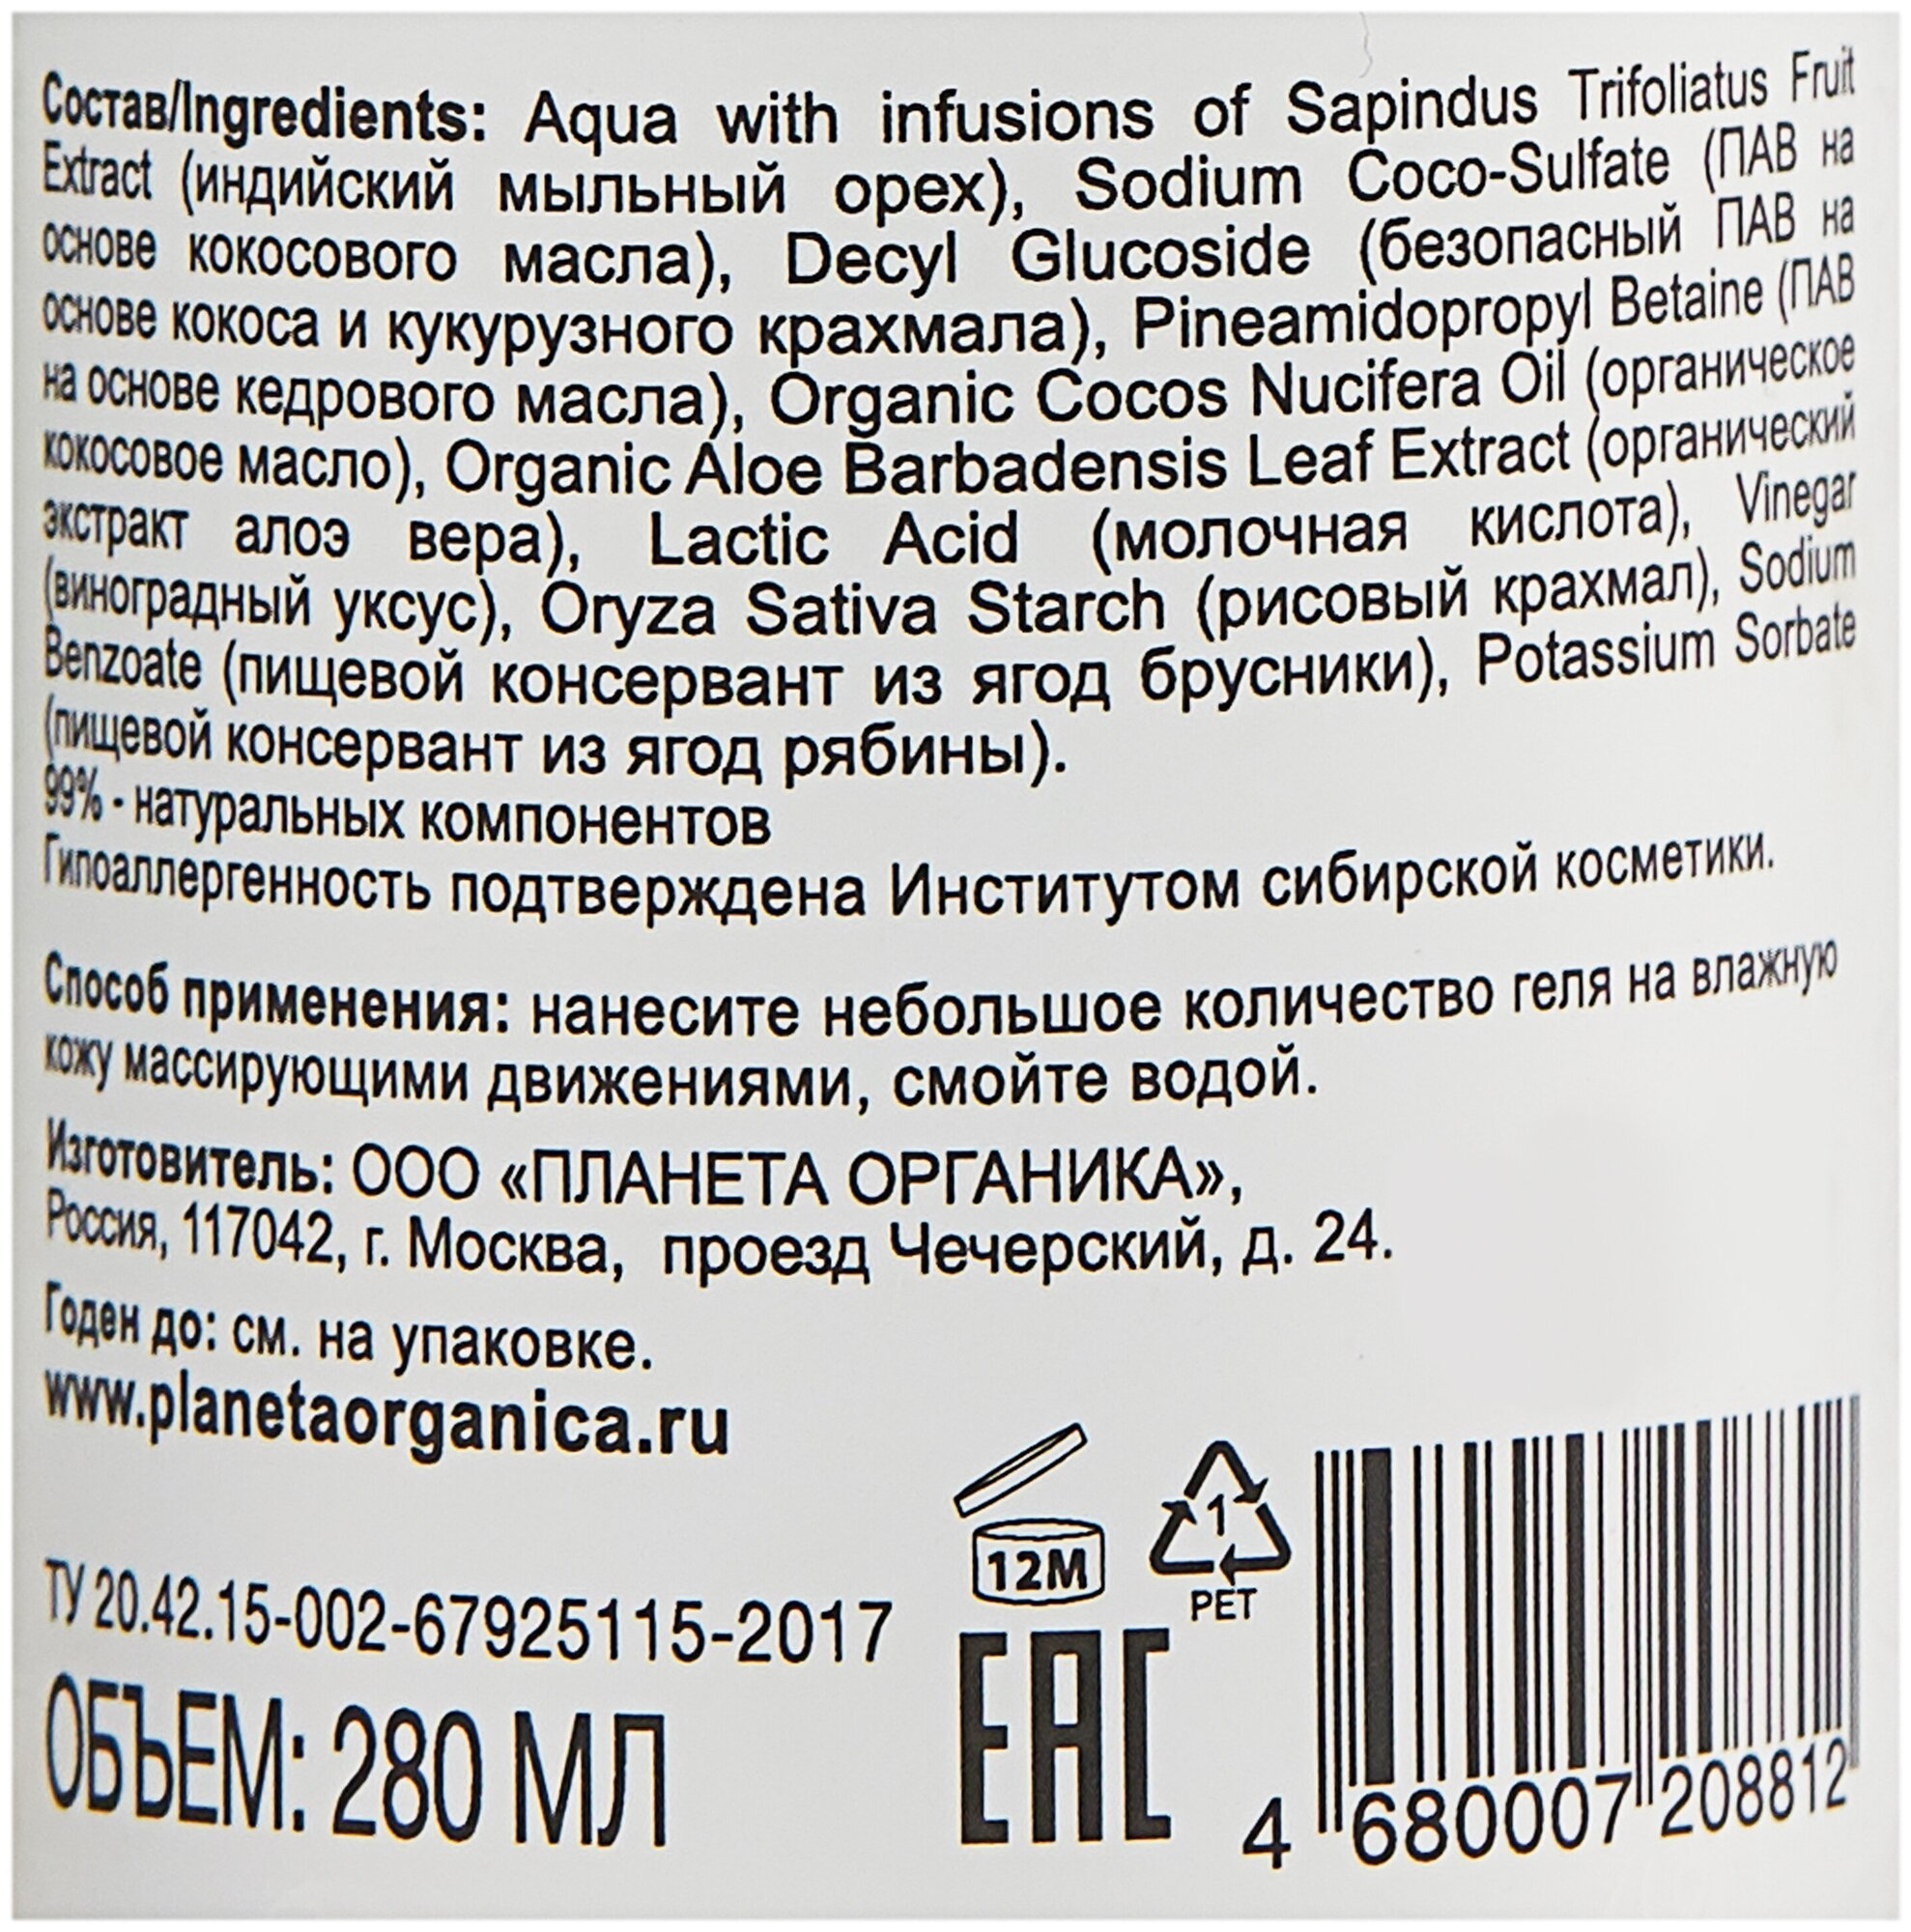 Состав/Ingredients: Aqua with infusions of Sapindus Trifoliatus Fruit
Extract (индийский мыльный орех), Sodium Coco-Sulfate (ПАВ на
основе кокосового масла), Decyl Glucoside (безопасный ПАВ на
основе кокоса и кукурузного крахмала), Pineamidopropyl Betaine (ПАВ
на основе кедрового масла), Organic Cocos Nucifera Oil (органическое
кокосовое масло), Organic Aloe Barbadensis Leaf Extract (органический
экстракт алоэ вера), Lactic Acid (молочная кислота), Vinegar
(виноградный уксус), Oryza Sativa Starch (рисовый крахмал), Sodium
Benzoate (пищевой консервант из ягод брусники), Potassium Sorbate
(пищевой консервант из ягод рябины).
99% - натуральных компонентов
Гипоаллергенность подтверждена Институтом сибирской косметики.
Способ применения: нанесите небольшое количество геля на влажную
кожу массирующими движениями, смойте водой.
Изготовитель: ООО «ПЛАНЕТА ОРГАНИКА»,
Россия, 117042, г. Москва, проезд Чечерский, д. 24.
Годен до: см. на упаковке.
www.planetaorganica.ru
12M
1
PET
ТУ 20.42.15-002-67925115-2017
EAC
ОБЪЕМ: 280 МЛ
4 680007 208812